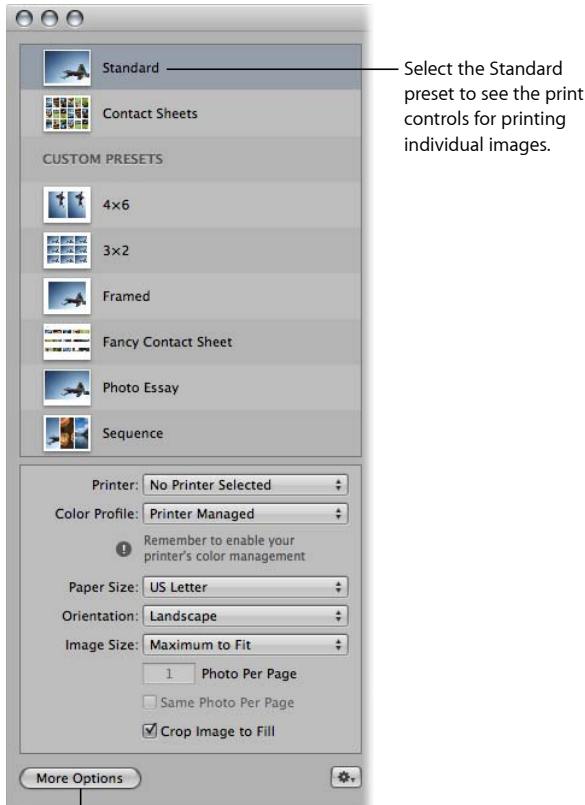 Standard
Select the Standard
preset to see the print
controls for printing
individual images.
Contact Sheets
CUSTOM PRESETS
4×6
3×2
Framed
Fancy Contact Sheet
Photo Essay
Sequence
Printer: No Printer Selected
Color Profile: Printer Managed
Remember to enable your
printer's color management
Paper Size: US Letter
Orientation: Landscape
Image Size: Maximum to Fit
1 Photo Per Page
Same Photo Per Page
Crop Image to Fill
More Options